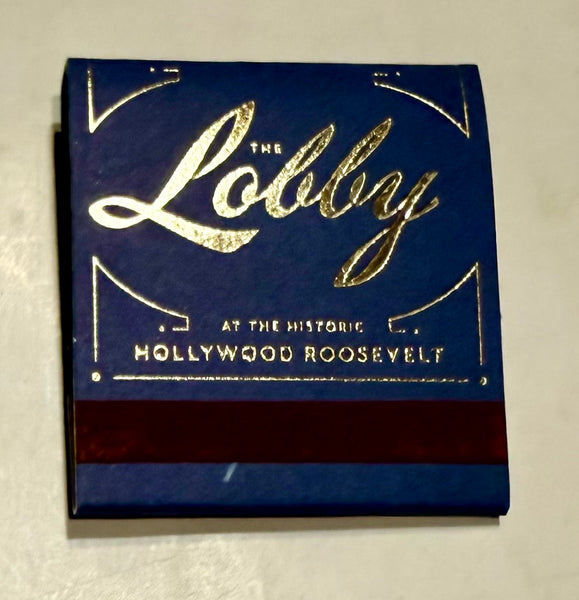 THE
Lobby
AT THE HISTORIC
HOLLYWOOD ROOSEVELT